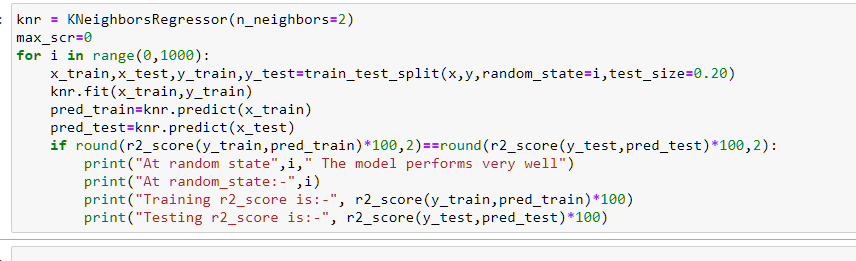 knr = KNeighborsRegressor(n_neighbors=2)
max_scr=0
for i in range(0,1000):
    x_train,x_test,y_train,y_test=train_test_split(x,y,random_state=i,test_size=0.20)
    knr.fit(x_train,y_train)
    pred_train=knr.predict(x_train)
    pred_test=knr.predict(x_test)
    if round(r2_score(y_train,pred_train)*100,2)==round(r2_score(y_test,pred_test)*100,2):
        print("At random state",i," The model performs very well")
        print("At random_state:-",i)
        print("Training r2_score is:-", r2_score(y_train,pred_train)*100)
        print("Testing r2_score is:-", r2_score(y_test,pred_test)*100)